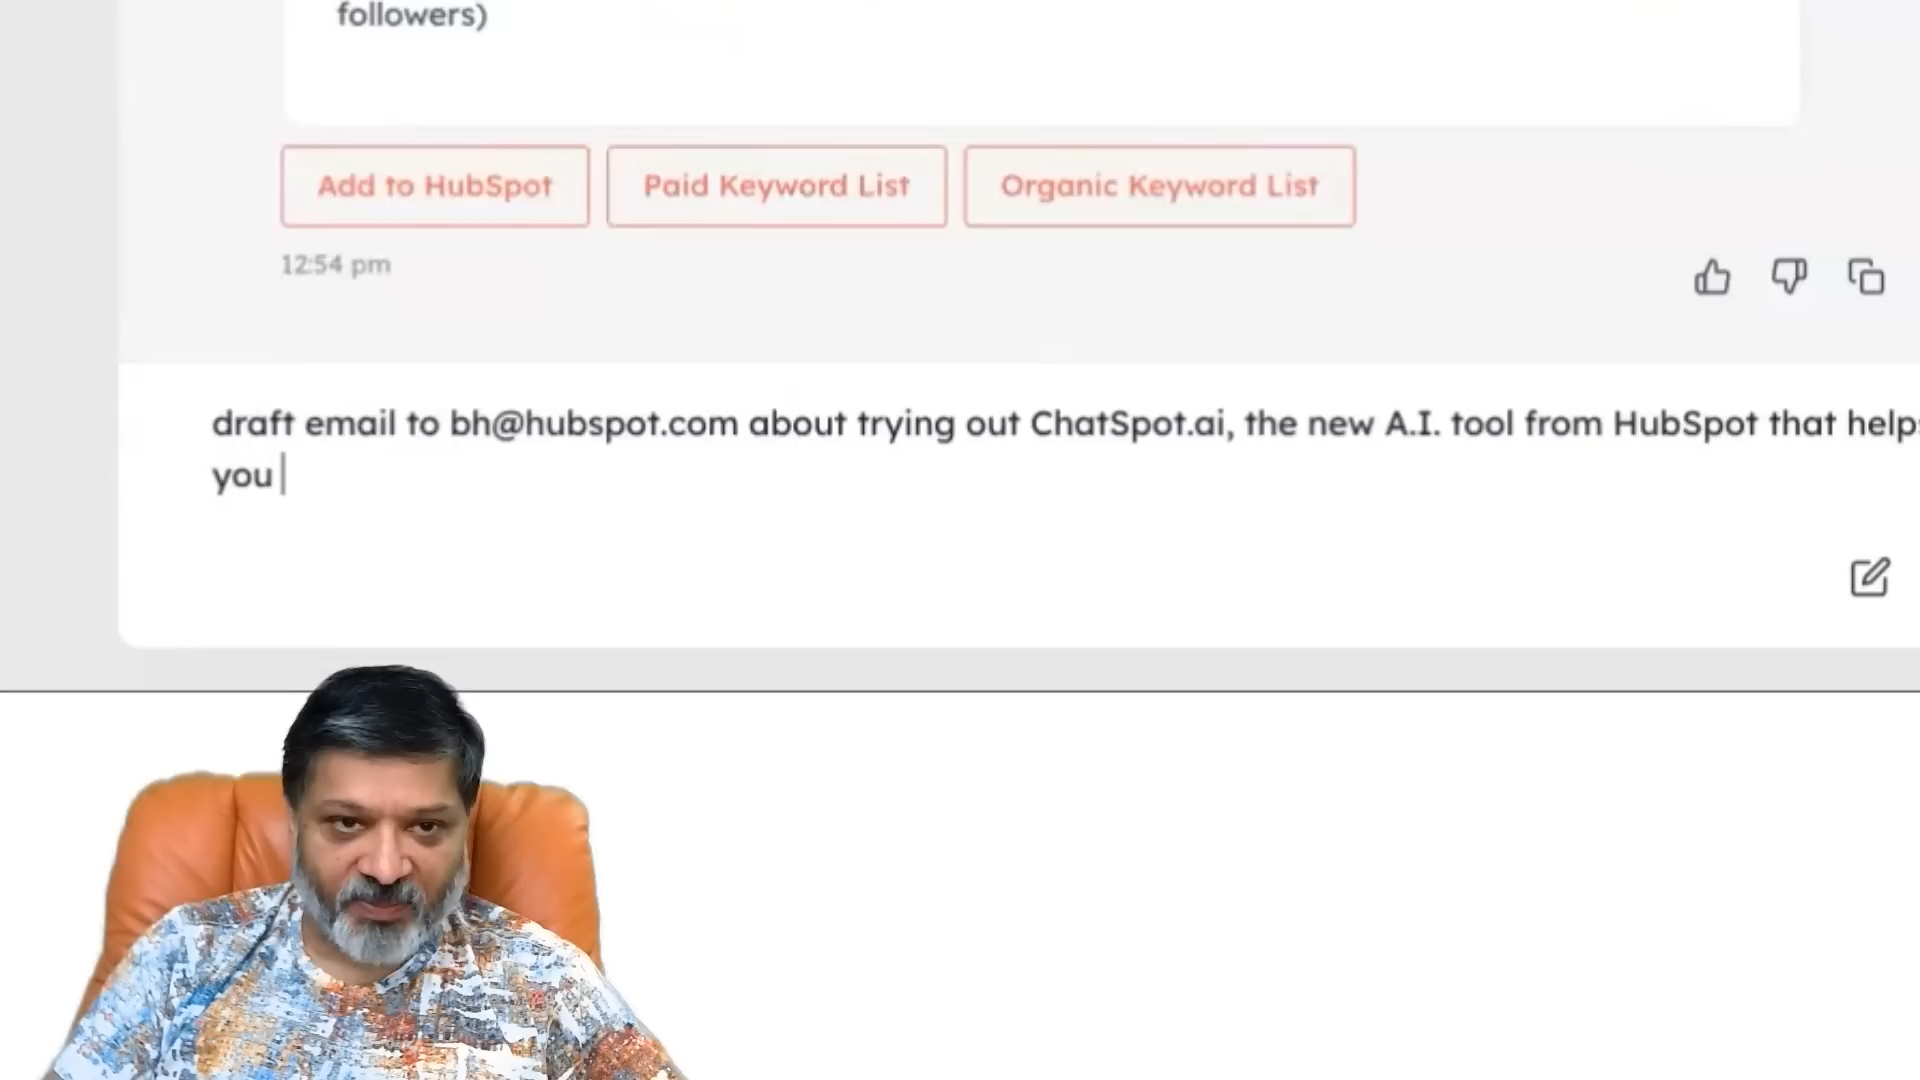 followers)
Add to HubSpot Paid Keyword List Organic Keyword List
12:54 pm
draft email to bh@hubspot.com about trying out ChatSpot.ai, the new A.I. tool from HubSpot that helps
you